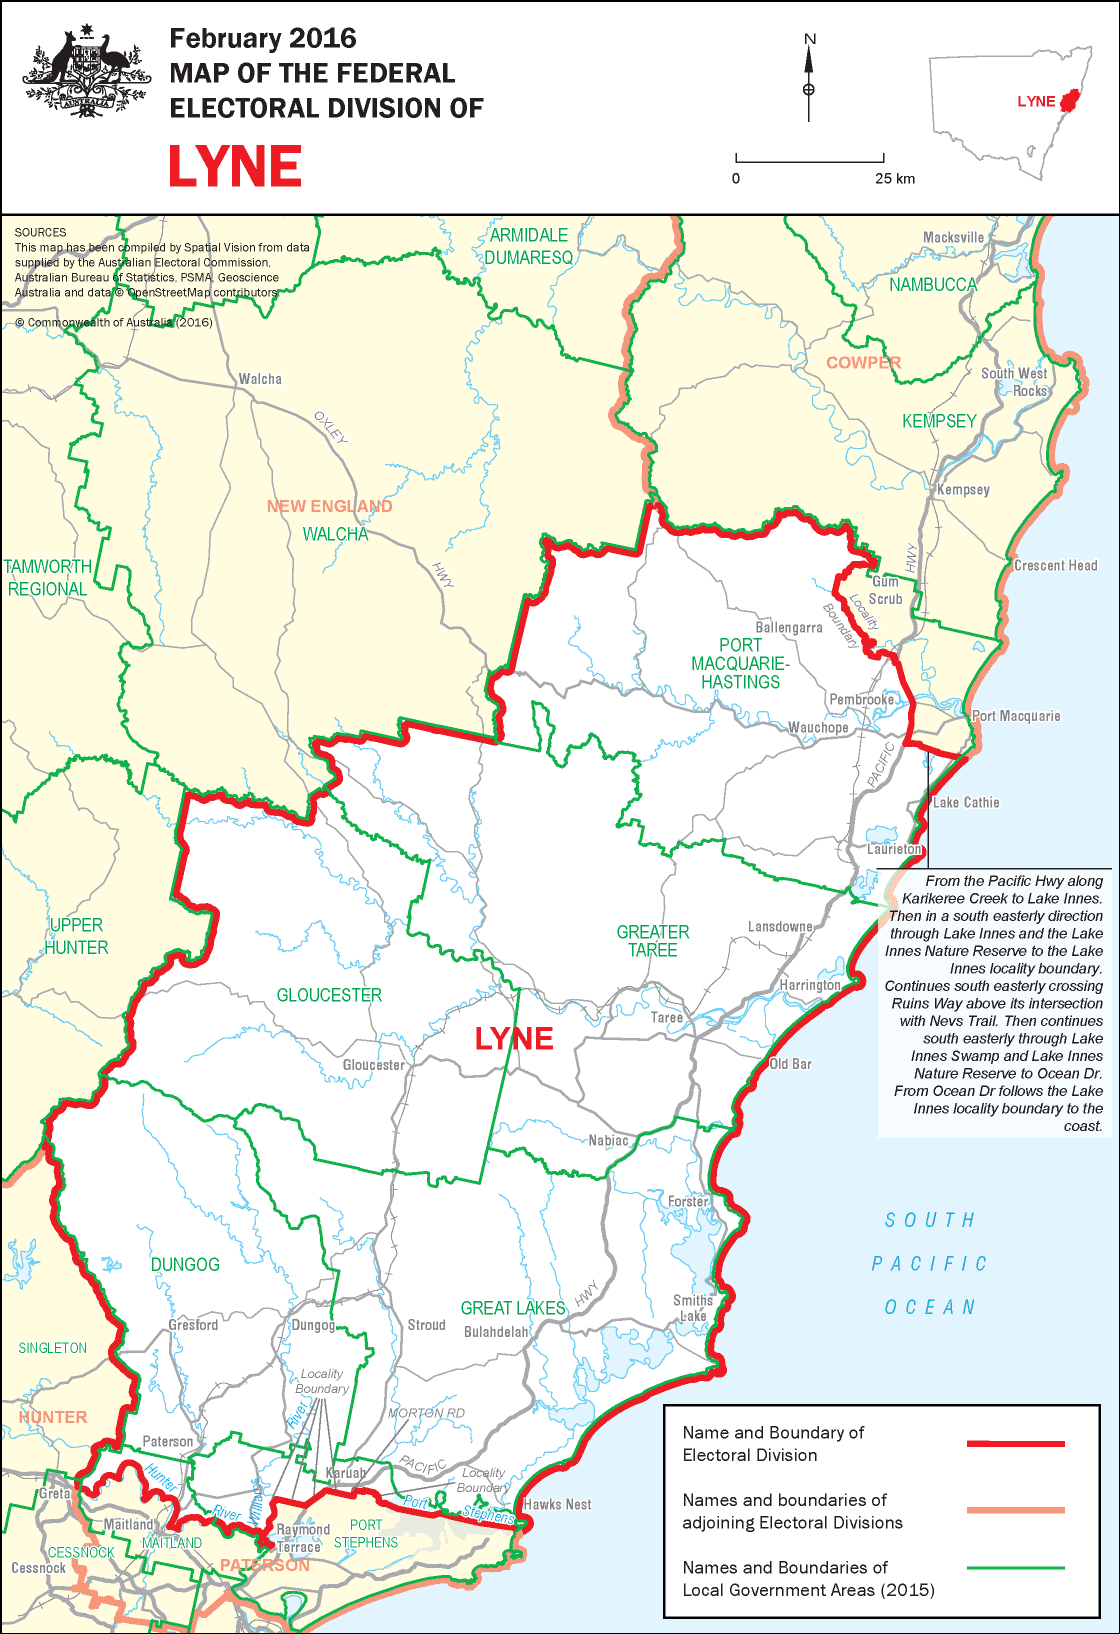 February 2016
MAP OF THE FEDERAL
ELECTORAL DIVISION OF
LYNE
AUSTRALIA
N
0
25 km
LYNE
SOURCES
This map has been compiled by Spatial Vision from data
supplied by the Australian Electoral Commission,
Australian Bureau of Statistics, PSMA, Geoscience
Australia and data © OpenStreetMap contributors
© Commonwealth of Australia (2016)
ARMIDALE
DUMARESQ
Macksville
NAMBUCCA
COWPER
South West
Rocks
Walcha
OXLEY
KEMPSEY
Kempsey
NEW ENGLAND
WALCHA
HWY
HWY
TAMWORTH
REGIONAL
Crescent Head
Gum
Scrub
Locality
Boundary
Ballengarra
PORT
MACQUARIE-
HASTINGS
Pembrooke
Port Macquarie
Wauchope
PACIFIC
Lake Cathie
Laurieton
From the Pacific Hwy along
Karikeree Creek to Lake Innes.
Then in a south easterly direction
through Lake Innes and the Lake
Innes Nature Reserve to the Lake
Innes locality boundary.
Continues south easterly crossing
Ruins Way above its intersection
with Nevs Trail. Then continues
south easterly through Lake
Innes Swamp and Lake Innes
Nature Reserve to Ocean Dr.
From Ocean Dr follows the Lake
Innes locality boundary to the
coast.
UPPER
HUNTER
GREATER
TAREE
Lansdowne
Harrington
GLOUCESTER
Taree
LYNE
Gloucester
Old Bar
Nabiac
Forster
SOUTH
PACIFIC
OCEAN
DUNGOG
GREAT LAKES
HWY
Smiths
Lake
Gresford
Dungog
Stroud
Bulahdelah
SINGLETON
Locality
Boundary
HUNTER
River
MORTON RD
Paterson
PACIFIC
Karuah
Locality
Boundary
Hunter
River
Williams
Port
Stephens
Hawks Nest
Greta
Maitland
MAITLAND
Raymond
Terrace
PORT
STEPHENS
CESSNOCK
Cessnock
PATERSON
Name and Boundary of
Electoral Division
Names and boundaries of
adjoining Electoral Divisions
Names and Boundaries of
Local Government Areas (2015)